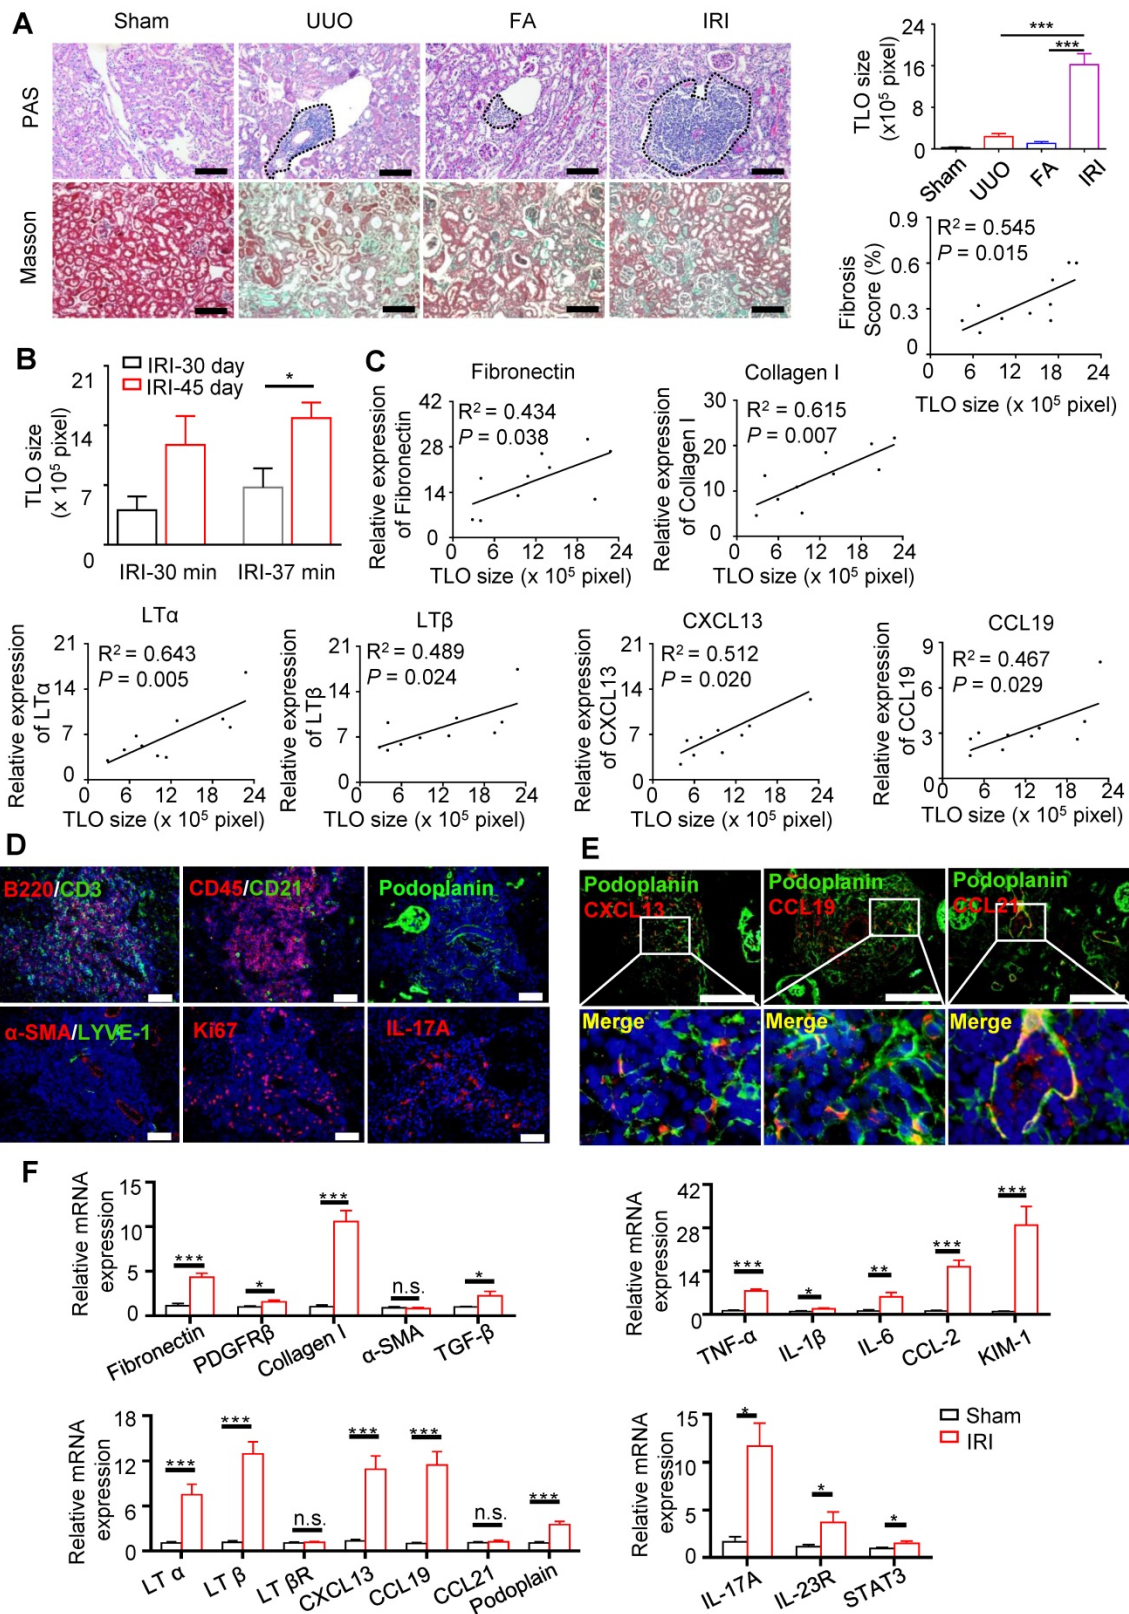 A
Sham
UUO
FA
IRI
PAS
Masson
TLO size
(x10⁵ pixel)
24
16
8
0
***
***
Sham
UUO
FA
IRI
Fibrosis
Score (%)
0.9
0.6
0.3
0
R² = 0.545
P = 0.015
0 6 12 18 24
TLO size (x 10⁵ pixel)
B
IRI-30 day
IRI-45 day
TLO size
(x 10⁵ pixel)
21
14
7
0
*
IRI-30 min
IRI-37 min
C
Fibronectin
Relative expression
of Fibronectin
42
28
14
0
R² = 0.434
P = 0.038
0 6 12 18 24
TLO size (x 10⁵ pixel)
Collagen I
Relative expression
of Collagen I
30
20
10
0
R² = 0.615
P = 0.007
0 6 12 18 24
TLO size (x 10⁵ pixel)
LTα
Relative expression
of LTα
21
14
7
0
R² = 0.643
P = 0.005
0 6 12 18 24
TLO size (x 10⁵ pixel)
LTβ
Relative expression
of LTβ
21
14
7
0
R² = 0.489
P = 0.024
0 6 12 18 24
TLO size (x 10⁵ pixel)
CXCL13
Relative expression
of CXCL13
21
14
7
0
R² = 0.512
P = 0.020
0 6 12 18 24
TLO size (x 10⁵ pixel)
CCL19
Relative expression
of CCL19
9
6
3
0
R² = 0.467
P = 0.029
0 6 12 18 24
TLO size (x 10⁵ pixel)
D
B220/CD3
CD45/CD21
Podoplanin
α-SMA/LYVE-1
Ki67
IL-17A
E
Podoplanin
CXCL13
Podoplanin
CCL19
Podoplanin
CCL21
Merge
Merge
Merge
F
Relative mRNA
expression
15
10
5
0
***
*
***
n.s.
*
Fibronectin
PDGFRβ
Collagen I
α-SMA
TGF-β
Relative mRNA
expression
42
28
14
0
***
*
**
***
***
TNF-α
IL-1β
IL-6
CCL-2
KIM-1
Relative mRNA
expression
18
12
6
0
***
***
n.s.
***
***
n.s.
***
LT α
LT β
LT βR
CXCL13
CCL19
CCL21
Podoplain
Relative mRNA
expression
15
10
5
0
*
*
*
IL-17A
IL-23R
STAT3
Sham
IRI